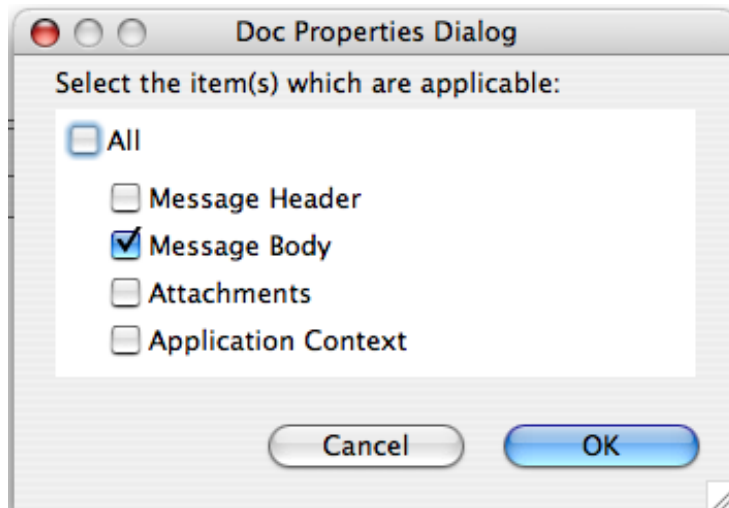 Doc Properties Dialog
Select the item(s) which are applicable:
All
Message Header
Message Body
Attachments
Application Context
Cancel OK